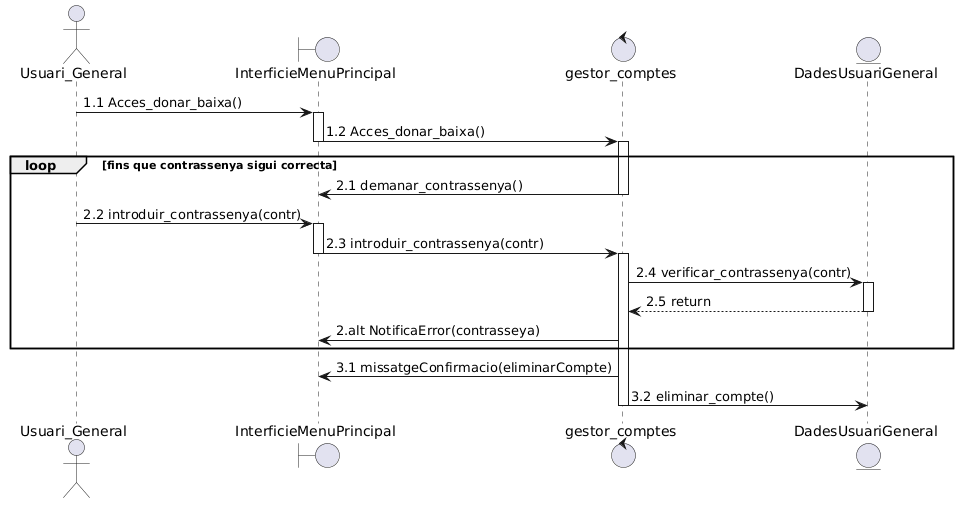 Usuari_General
InterficieMenuPrincipal
gestor_comptes
DadesUsuariGeneral
1.1 Acces_donar_baixa()
1.2 Acces_donar_baixa()
loop [fins que contrassenya sigui correcta]
2.1 demanar_contrassenya()
2.2 introduir_contrassenya(contr)
2.3 introduir_contrassenya(contr)
2.4 verificar_contrassenya(contr)
2.5 return
2.alt NotificaError(contrasseya)
3.1 missatgeConfirmacio(eliminarCompte)
3.2 eliminar_compte()
Usuari_General
InterficieMenuPrincipal
gestor_comptes
DadesUsuariGeneral